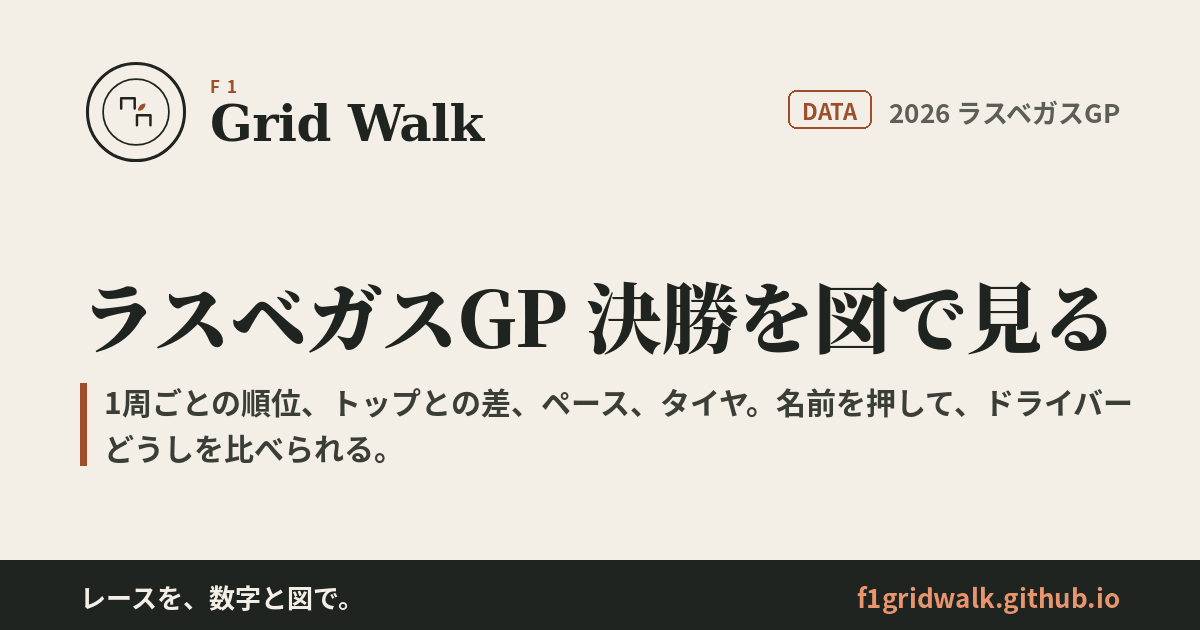 F1
Grid Walk
DATA
2026 ラスベガスGP
ラスベガスGP 決勝を図で見る
1周ごとの順位、トップとの差、ペース、タイヤ。名前を押して、ドライバー
どうしを比べられる。
レースを、数字と図で。
f1gridwalk.github.io